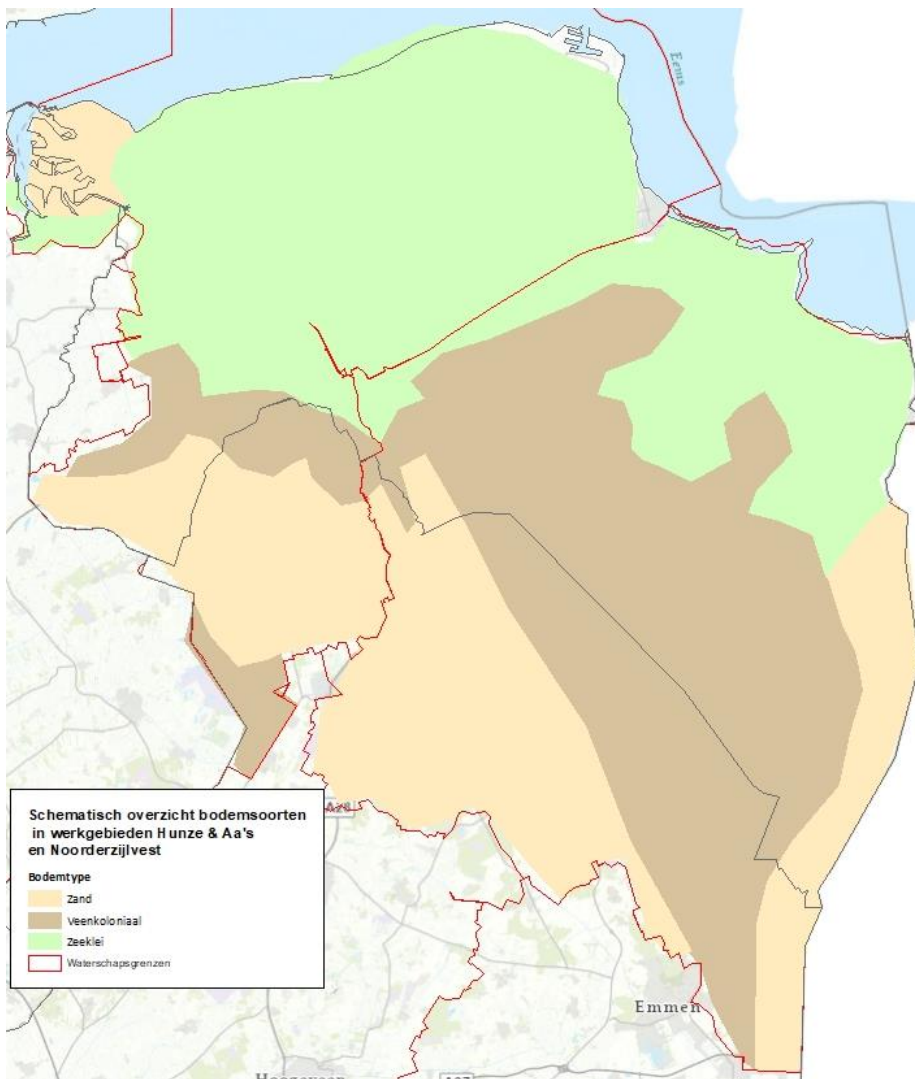 Eems
Schematisch overzicht bodemsoorten
in werkgebieden Hunze & Aa's
en Noorderzijlvest
Bodemtype
Zand
Veenkoloniaal
Zeeklei
Waterschapsgrenzen
Emmen